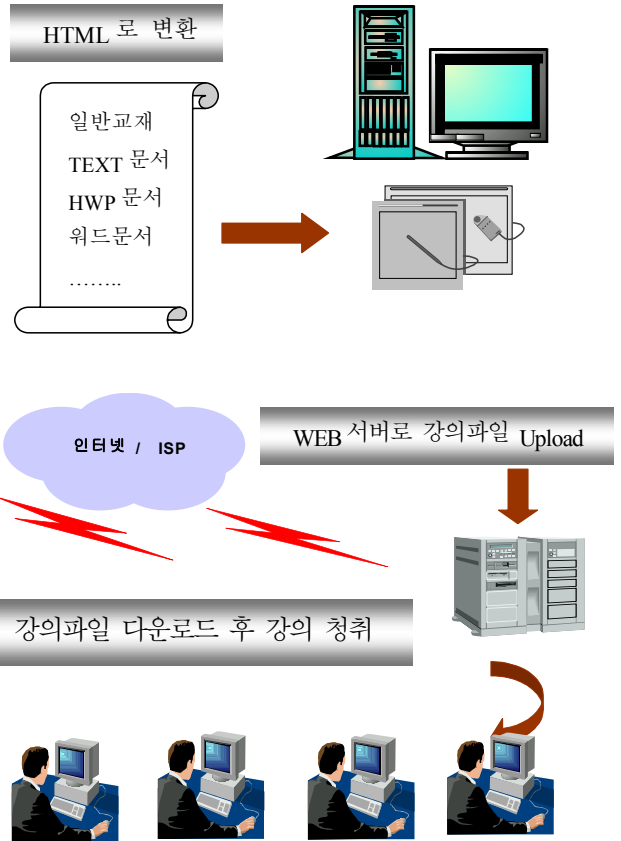 HTML 로 변환
일반교재
TEXT 문서
HWP 문서
워드문서
........
인터넷 / ISP
WEB 서버로 강의파일 Upload
강의파일 다운로드 후 강의 청취